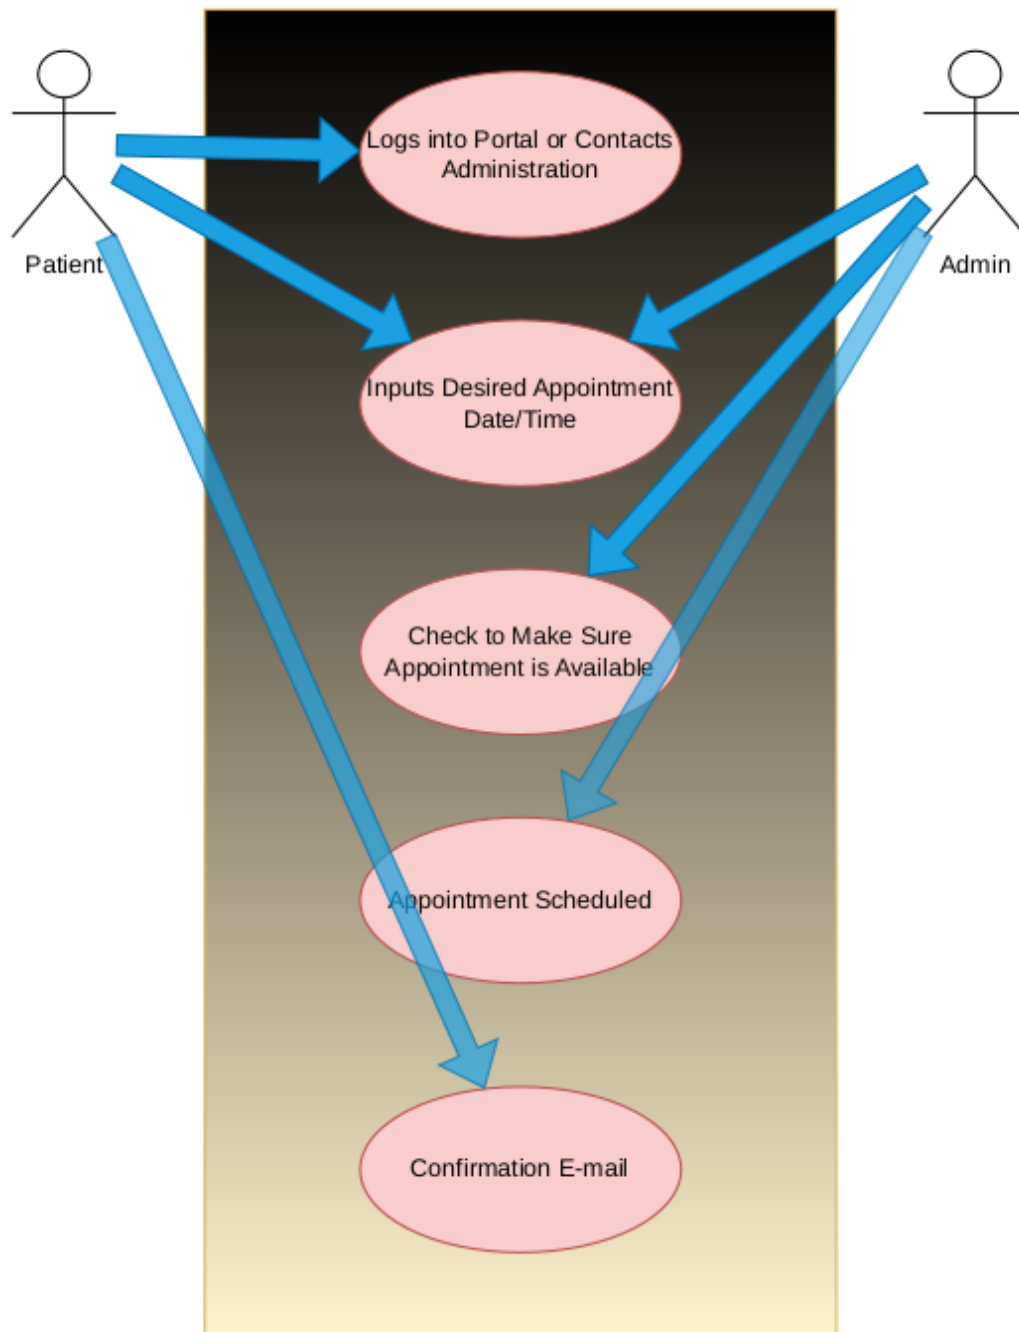 Logs into Portal or Contacts
Administration
Patient
Admin
Inputs Desired Appointment
Date/Time
Check to Make Sure
Appointment is Available
Appointment Scheduled
Confirmation E-mail